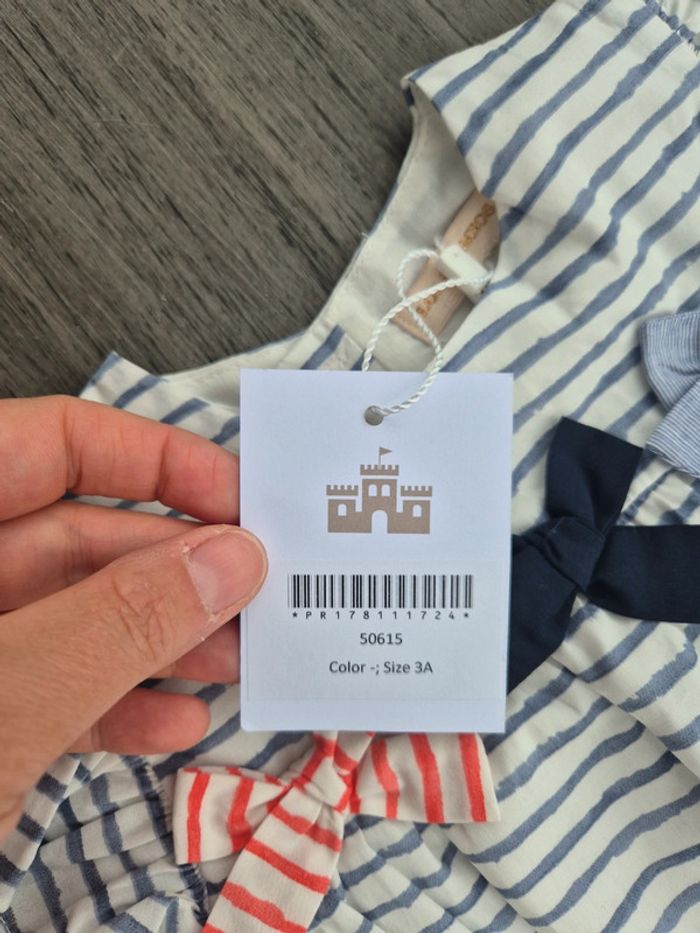 *PR178111724*
50615
Color -; Size 3A